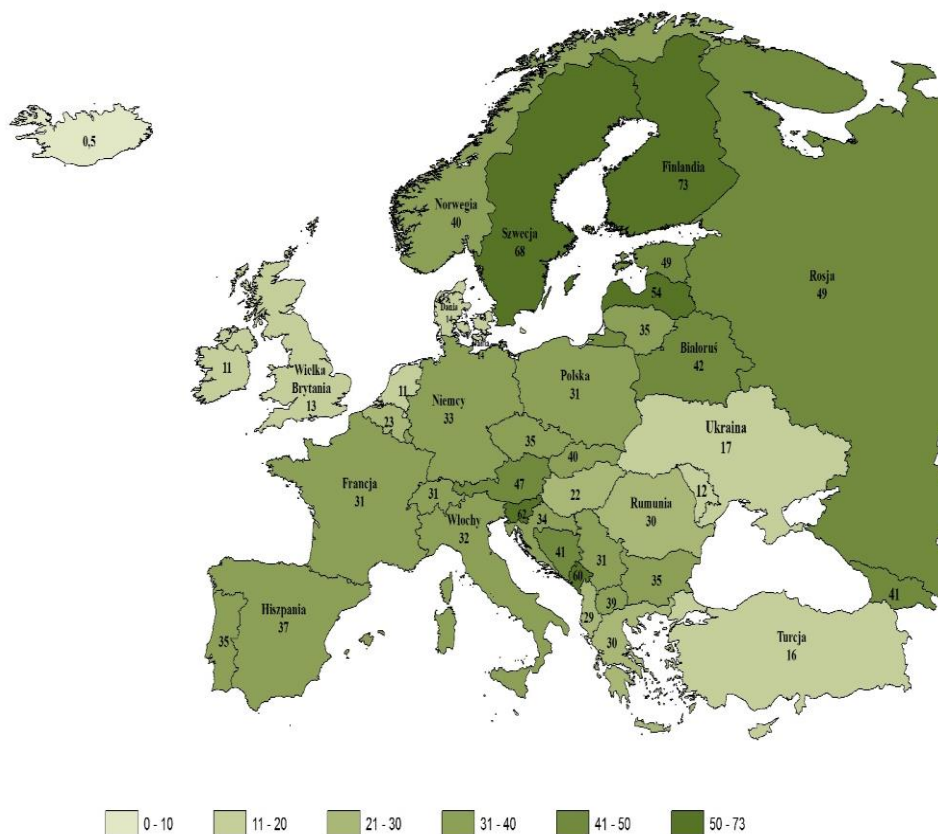 0,5
Finlandia
73
Norwegia
40
Szwecja
68
49
Rosja
49
54
Dania
14
35
Białoruś
42
11
Wielka
Brytania
13
11
Polska
31
Niemcy
33
23
Ukraina
17
35
40
Francja
31
47
12
31
22
Rumunia
30
62
34
Włochy
32
41
31
60
35
41
39
Hiszpania
37
29
35
30
Turcja
16
0 - 10
11 - 20
21 - 30
31 - 40
41 - 50
50 - 73